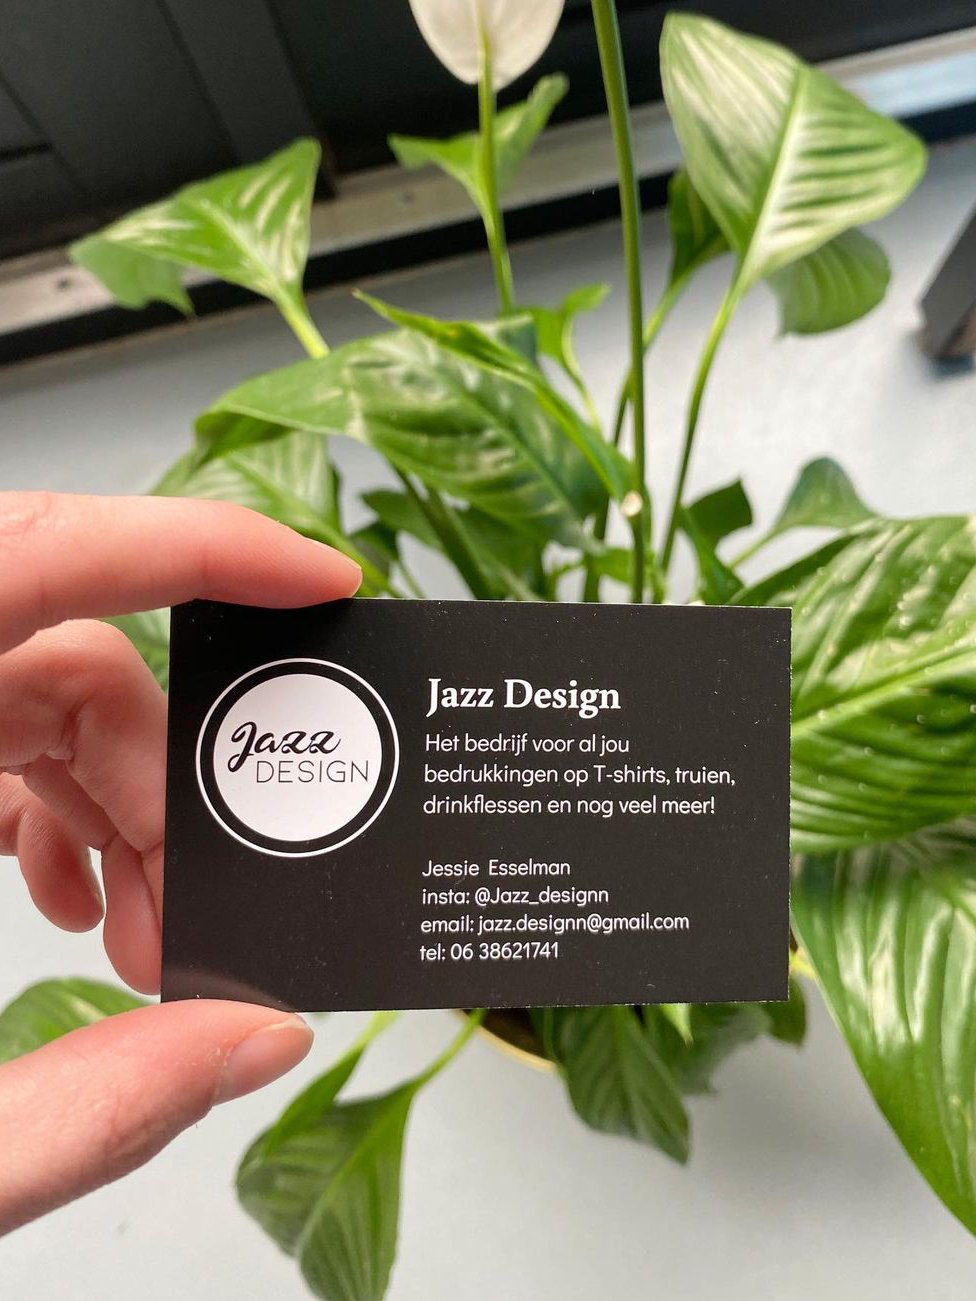 Jazz
DESIGN
Jazz Design
Het bedrijf voor al jou
bedrukkingen op T-shirts, truien,
drinkflessen en nog veel meer!
Jessie Esselman
insta: @Jazz_designn
email: jazz.designn@gmail.com
tel: 06 38621741